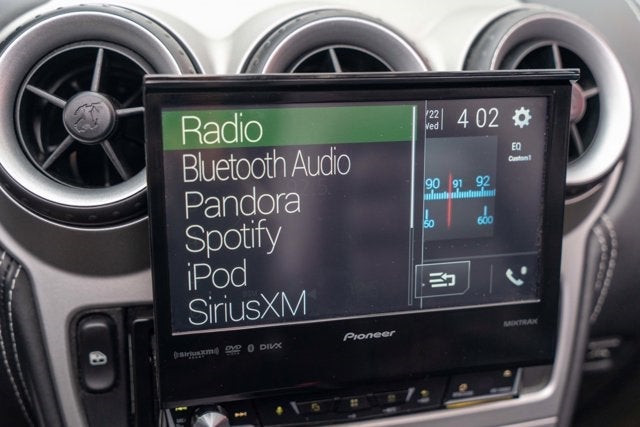 Radio
Bluetooth Audio
Pandora
Spotify
iPod
SiriusXM
/22
Wed
4 02
EQ
Custom1
90 91 92
600
Pioneer
MIXTRAX
SiriusXM
DVD
DIVX